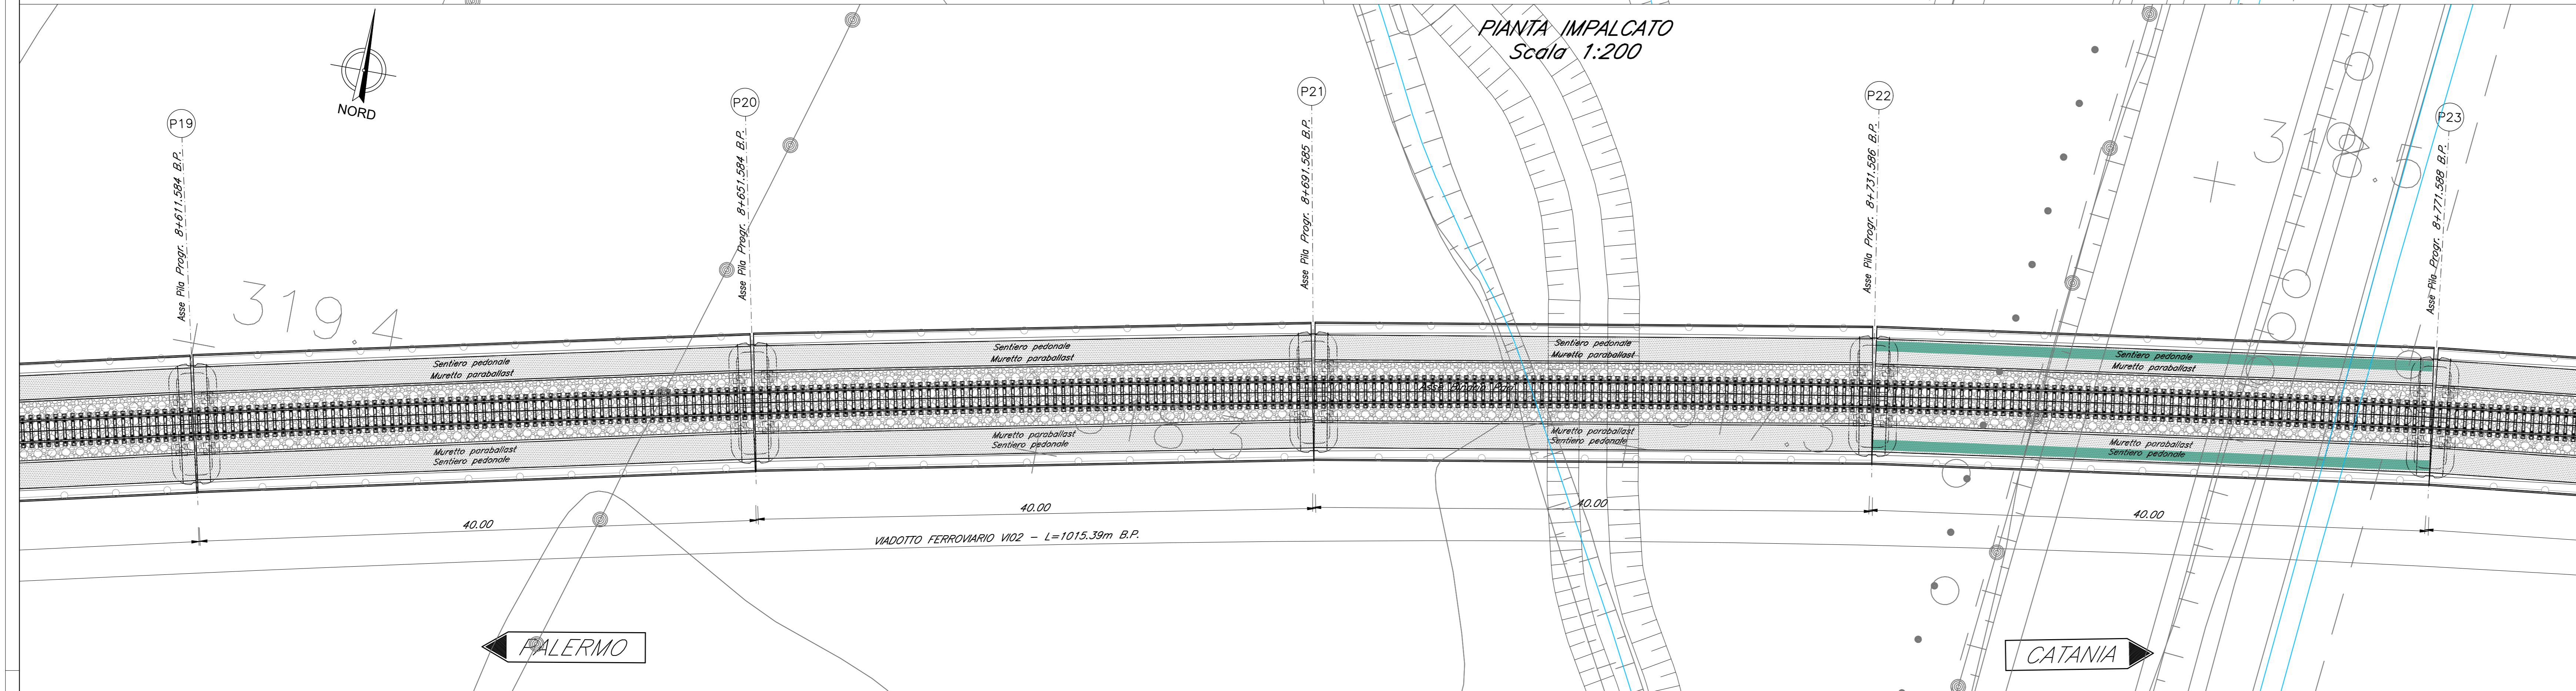 PIANTA IMPALCATO
Scala 1:200
NORD
P19
P20
P21
P22
P23
Asse Pila Progr. 8+611.584 B.P.
Asse Pila Progr. 8+651.584 B.P.
Asse Pila Progr. 8+691.585 B.P.
Asse Pila Progr. 8+731.586 B.P.
Asse Pila Progr. 8+771.588 B.P.
319.4
318.5
Sentiero pedonale
Muretto paraballast
Sentiero pedonale
Muretto paraballast
Sentiero pedonale
Muretto paraballast
Sentiero pedonale
Muretto paraballast
Asse Binario Pari
Muretto paraballast
Sentiero pedonale
Muretto paraballast
Sentiero pedonale
Muretto paraballast
Sentiero pedonale
Muretto paraballast
Sentiero pedonale
40.00
40.00
40.00
40.00
VIADOTTO FERROVIARIO VI02 - L=1015.39m B.P.
PALERMO
CATANIA